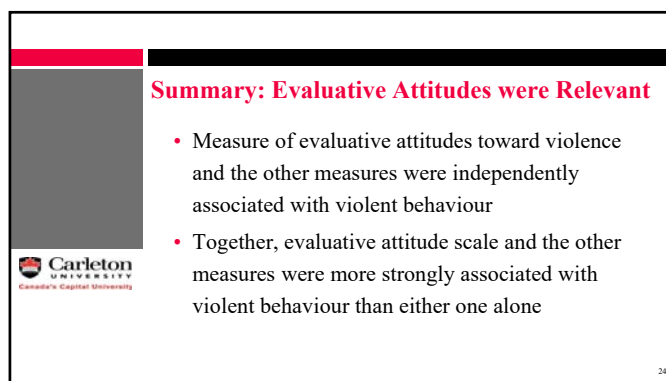 Summary: Evaluative Attitudes were Relevant
• Measure of evaluative attitudes toward violence
and the other measures were independently
associated with violent behaviour
• Together, evaluative attitude scale and the other
measures were more strongly associated with
violent behaviour than either one alone
Carleton
UNIVERSITY
Canada's Capital University
24